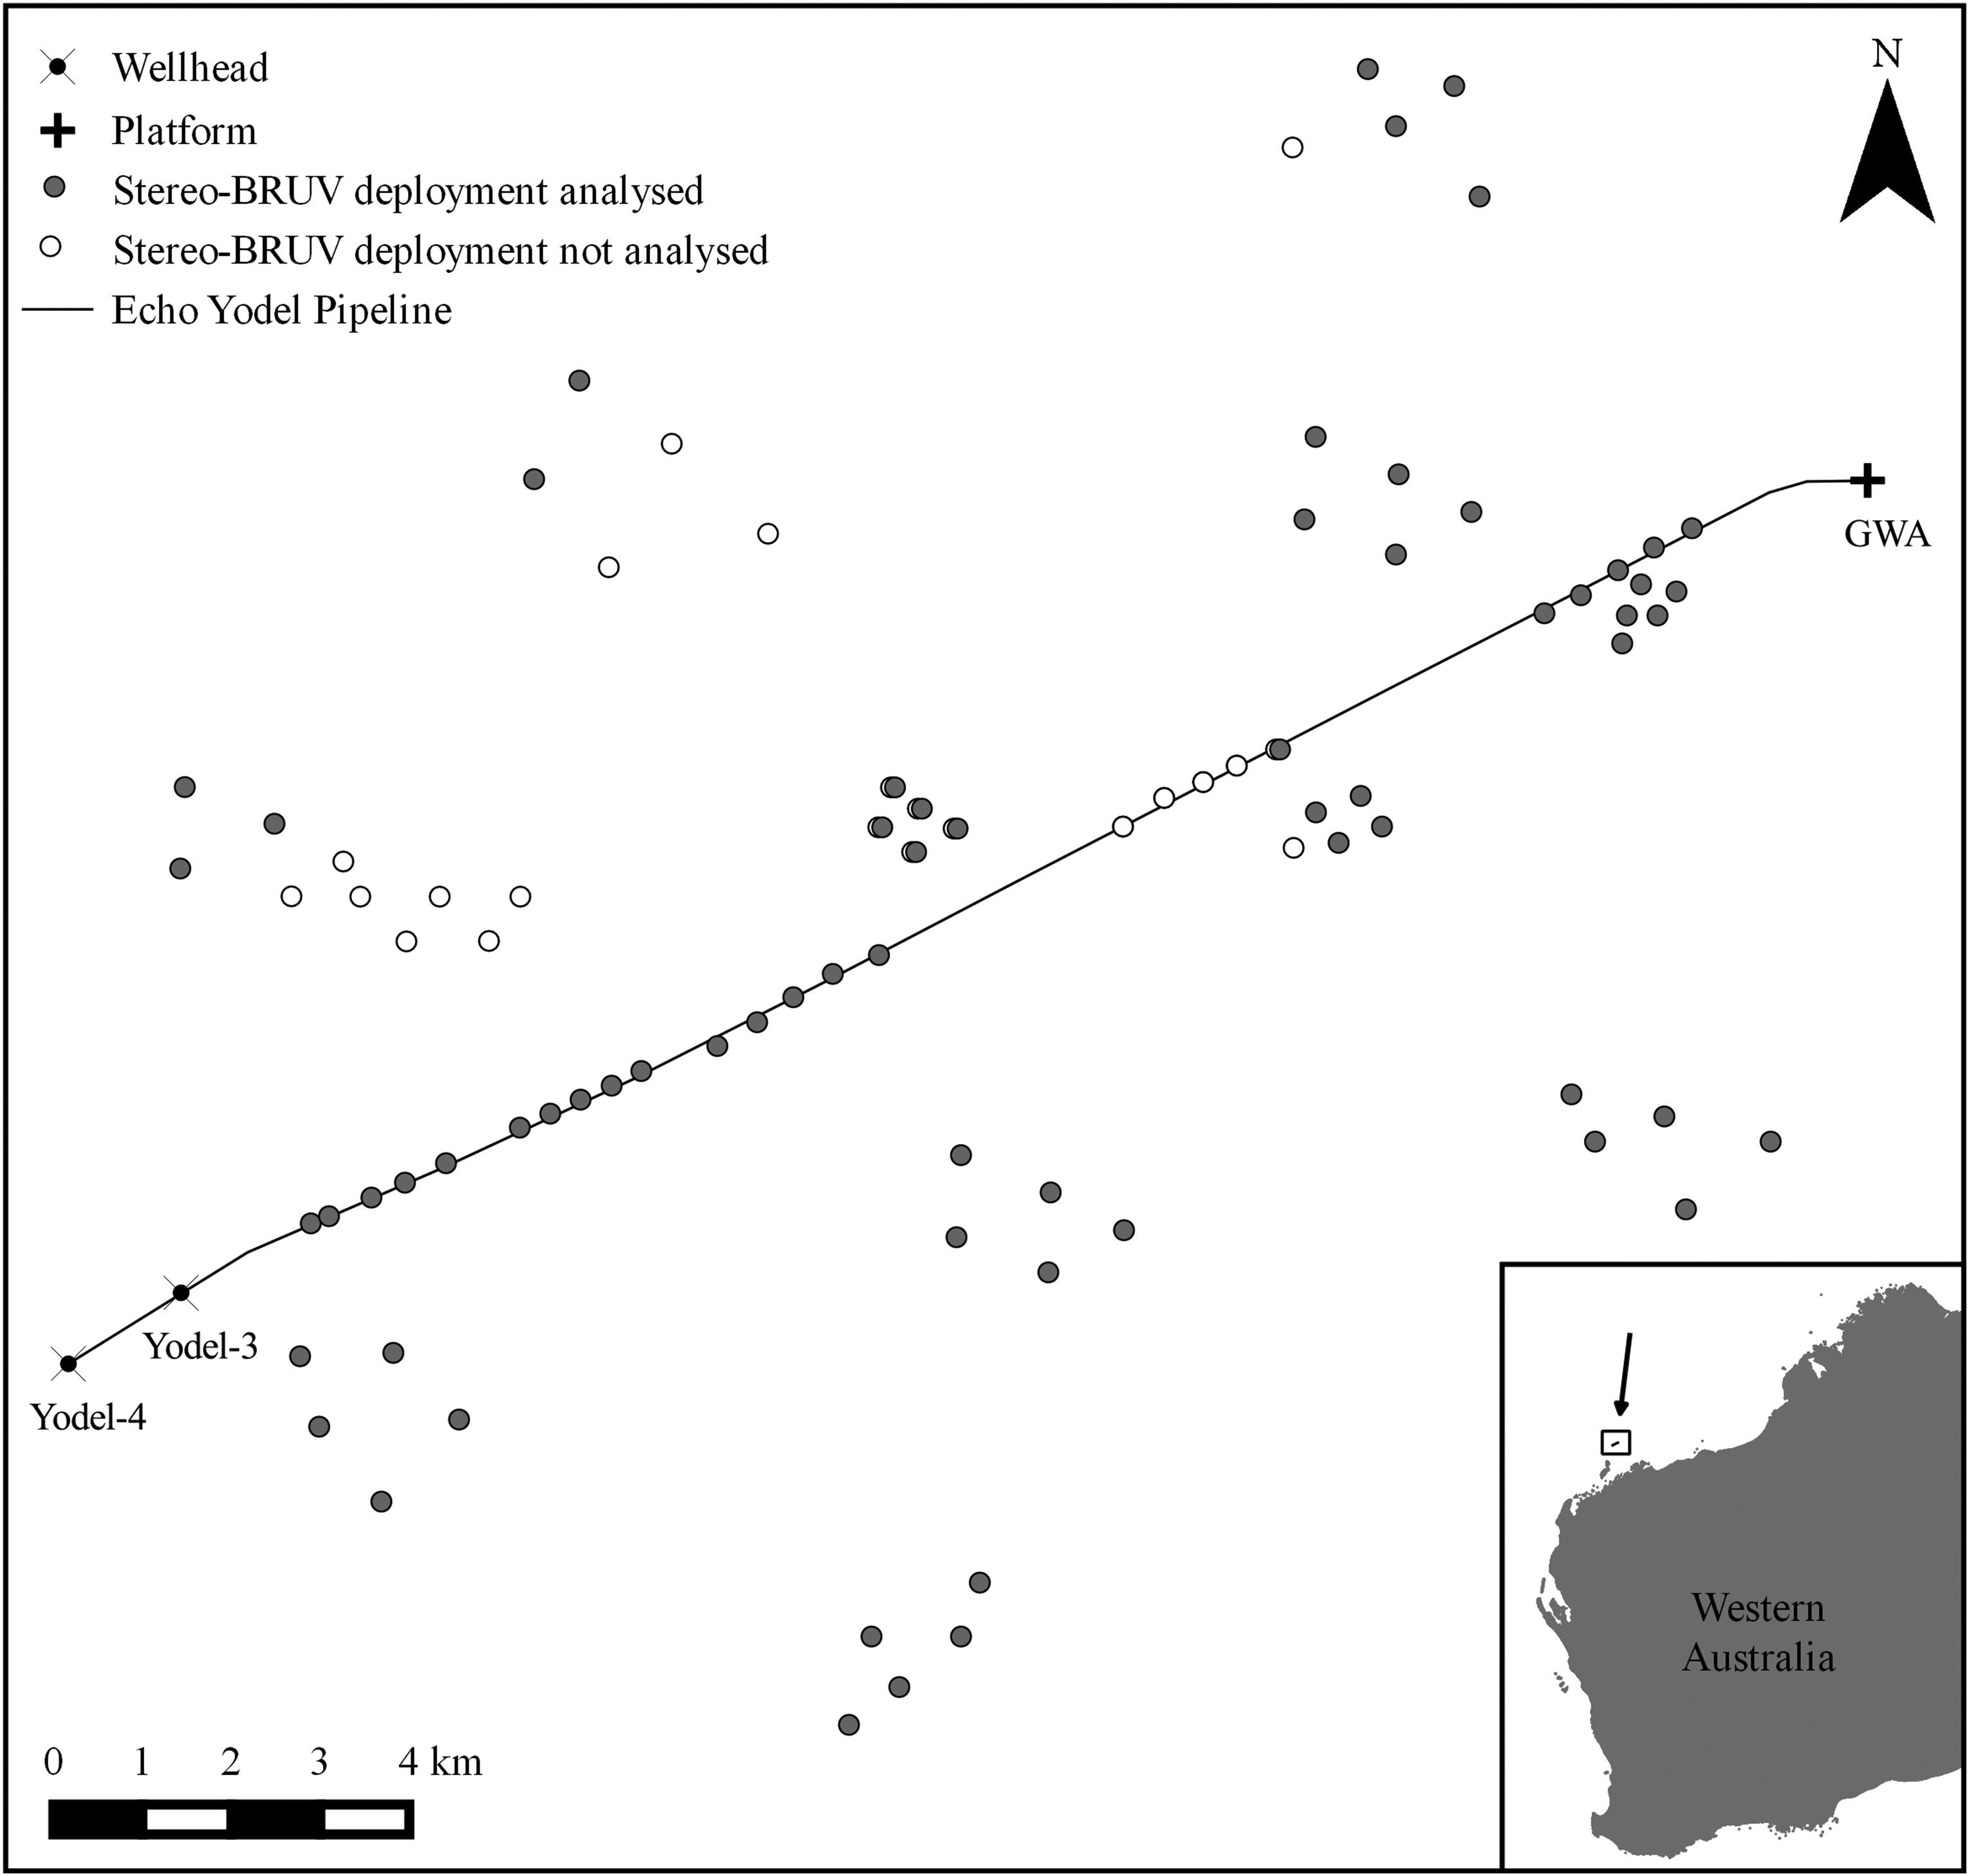 Wellhead
Platform
Stereo-BRUV deployment analysed
Stereo-BRUV deployment not analysed
Echo Yodel Pipeline
N
GWA
Yodel-3
Yodel-4
Western
Australia
0 1 2 3 4 km